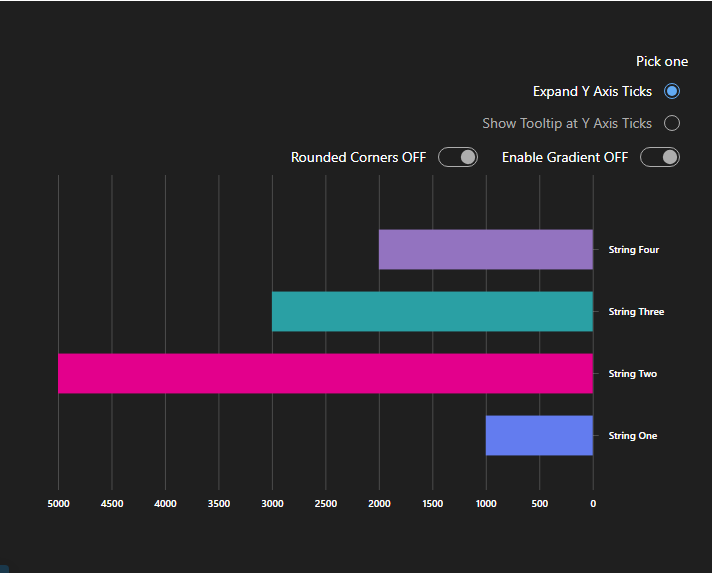 Pick one
Expand Y Axis Ticks
Show Tooltip at Y Axis Ticks
Rounded Corners OFF Enable Gradient OFF
String Four
String Three
String Two
String One
5000 4500 4000 3500 3000 2500 2000 1500 1000 500 0